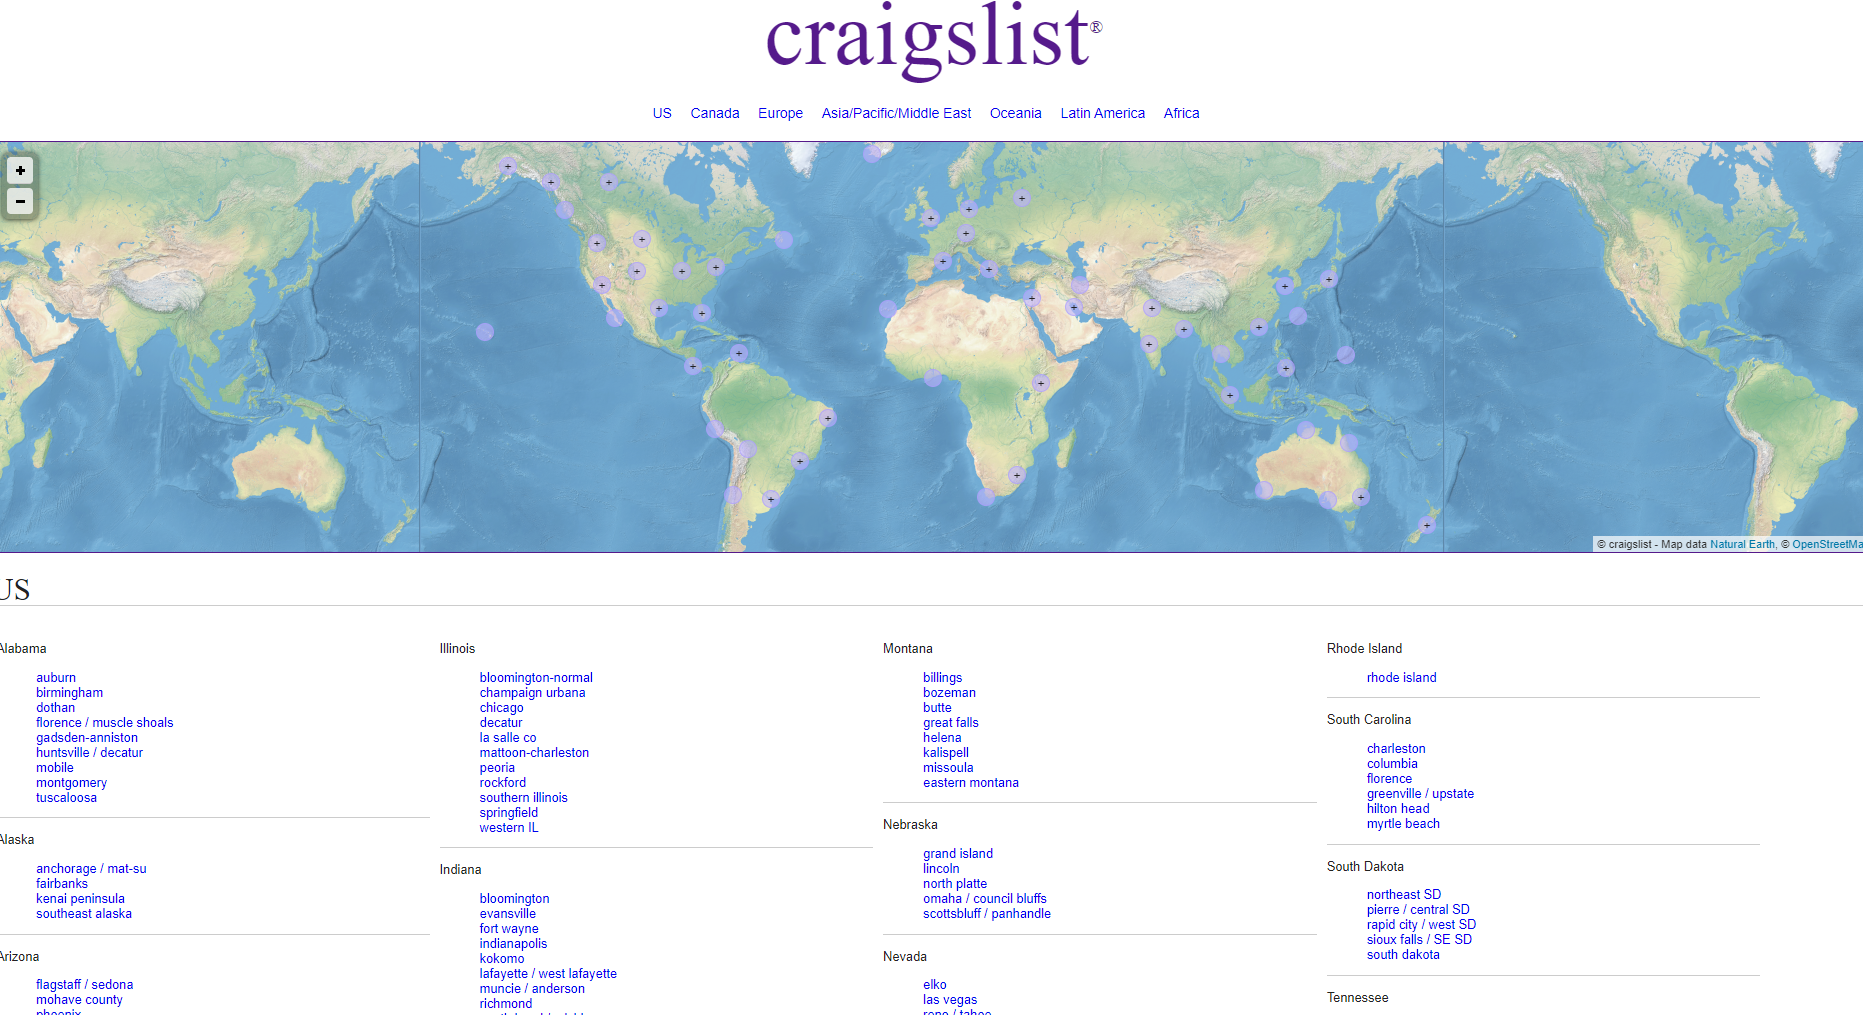 craigslist®
US Canada Europe Asia/Pacific/Middle East Oceania Latin America Africa
+
−
© craigslist - Map data Natural Earth, © OpenStreetMa
US
Alabama
auburn
birmingham
dothan
florence / muscle shoals
gadsden-anniston
huntsville / decatur
mobile
montgomery
tuscaloosa
Alaska
anchorage / mat-su
fairbanks
kenai peninsula
southeast alaska
Arizona
flagstaff / sedona
mohave county
phoenix
Illinois
bloomington-normal
champaign urbana
chicago
decatur
la salle co
mattoon-charleston
peoria
rockford
southern illinois
springfield
western IL
Indiana
bloomington
evansville
fort wayne
indianapolis
kokomo
lafayette / west lafayette
muncie / anderson
richmond
Montana
billings
bozeman
butte
great falls
helena
kalispell
missoula
eastern montana
Nebraska
grand island
lincoln
north platte
omaha / council bluffs
scottsbluff / panhandle
Nevada
elko
las vegas
reno / tahoe
Rhode Island
rhode island
South Carolina
charleston
columbia
florence
greenville / upstate
hilton head
myrtle beach
South Dakota
northeast SD
pierre / central SD
rapid city / west SD
sioux falls / SE SD
south dakota
Tennessee